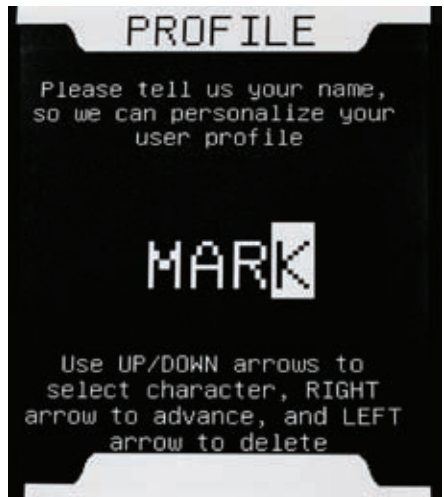 PROFILE
Please tell us your name,
so we can personalize your
user profile
MARK
Use UP/DOWN arrows to
select character, RIGHT
arrow to advance, and LEFT
arrow to delete